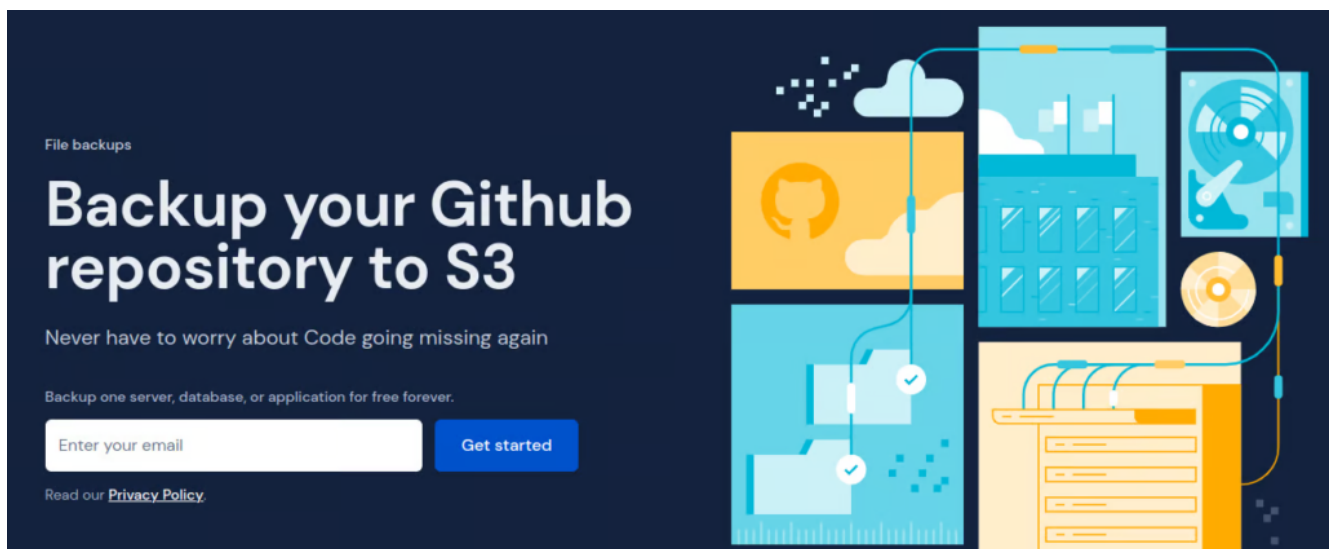 File backups
Backup your Github
repository to S3
Never have to worry about Code going missing again
Backup one server, database, or application for free forever.
Enter your email
Get started
Read our Privacy Policy.